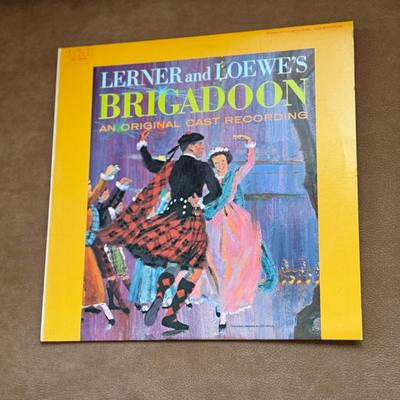 LERNER and LOEWE'S
BRIGADOON
AN ORIGINAL CAST RECORDING